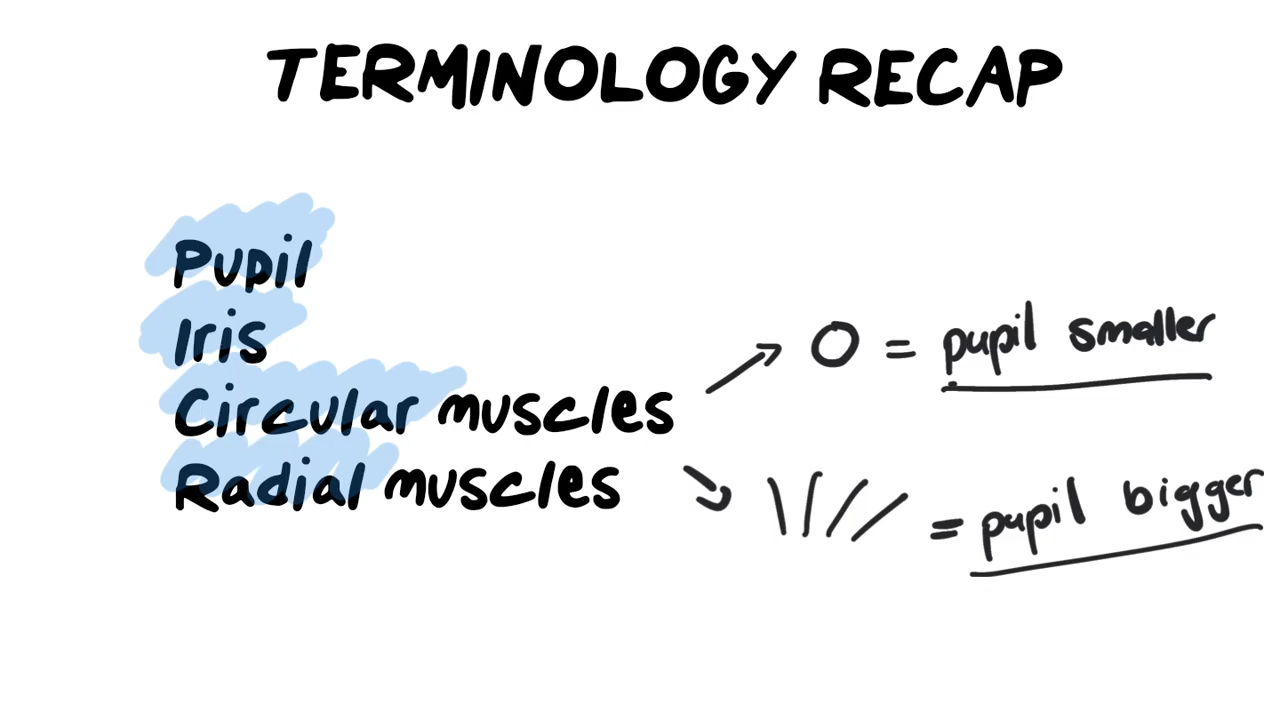 TERMINOLOGY RECAP
Pupil
Iris
Circular muscles
= pupil smaller
Radial muscles
= pupil bigger